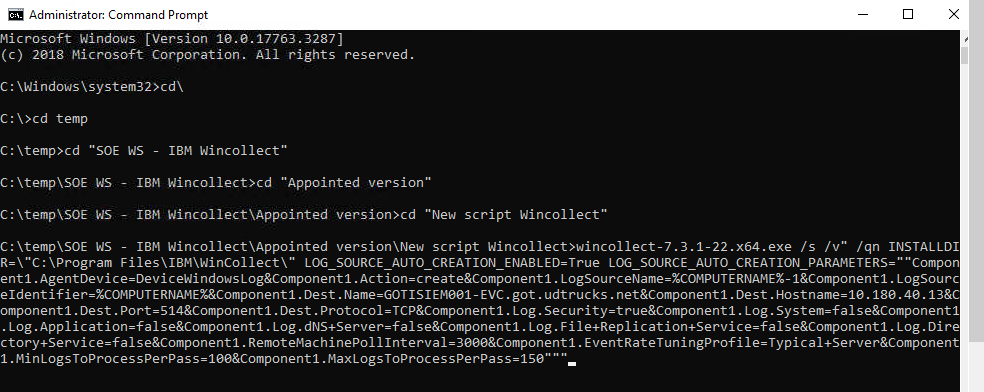 Administrator: Command Prompt
Microsoft Windows [Version 10.0.17763.3287]
(c) 2018 Microsoft Corporation. All rights reserved.
C:\Windows\system32>cd\
C:\>cd temp
C:\temp>cd "SOE WS - IBM Wincollect"
C:\temp\SOE WS - IBM Wincollect>cd "Appointed version"
C:\temp\SOE WS - IBM Wincollect\Appointed version>cd "New script Wincollect"
C:\temp\SOE WS - IBM Wincollect\Appointed version\New script Wincollect>wincollect-7.3.1-22.x64.exe /s /v" /qn INSTALLDI
R=\"C:\Program Files\IBM\WinCollect\" LOG_SOURCE_AUTO_CREATION_ENABLED=True LOG_SOURCE_AUTO_CREATION_PARAMETERS=""Compon
ent1.AgentDevice=DeviceWindowsLog&Component1.Action=create&Component1.LogSourceName=%COMPUTERNAME%-1&Component1.LogSourc
eIdentifier=%COMPUTERNAME%&Component1.Dest.Name=GOTISIEM001-EVC.got.udtrucks.net&Component1.Dest.Hostname=10.180.40.13&C
omponent1.Dest.Port=514&Component1.Dest.Protocol=TCP&Component1.Log.Security=true&Component1.Log.System=false&Component1
.Log.Application=false&Component1.Log.dNS+Server=false&Component1.Log.File+Replication+Service=false&Component1.Log.Dire
ctory+Service=false&Component1.RemoteMachinePollInterval=3000&Component1.EventRateTuningProfile=Typical+Server&Component
1.MinLogsToProcessPerPass=100&Component1.MaxLogsToProcessPerPass=150"""